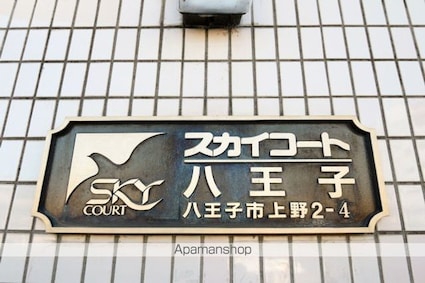 SKY
COURT
スカイコート
八王子
八王子市上野2-4
Apamanshop